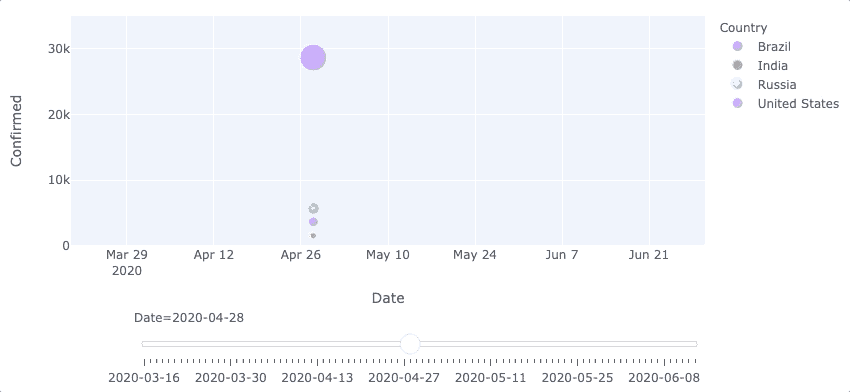 Country
Brazil
India
Russia
United States
Confirmed
30k
20k
10k
0
Mar 29
2020
Apr 12
Apr 26
May 10
May 24
Jun 7
Jun 21
Date
Date=2020-04-28
2020-03-16
2020-03-30
2020-04-13
2020-04-27
2020-05-11
2020-05-25
2020-06-08